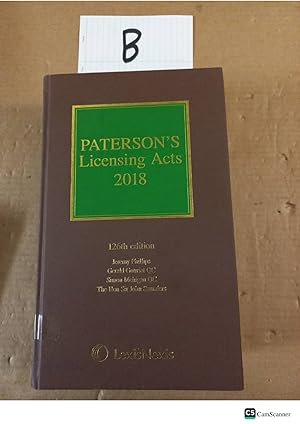 B
PATERSON'S
Licensing Acts
2018
126th edition
Jeremy Phillips
Gerald Gouriet QC
Simon Mehigan QC
The Hon Sir John Saunders
LexisNexis
CS CamScanner